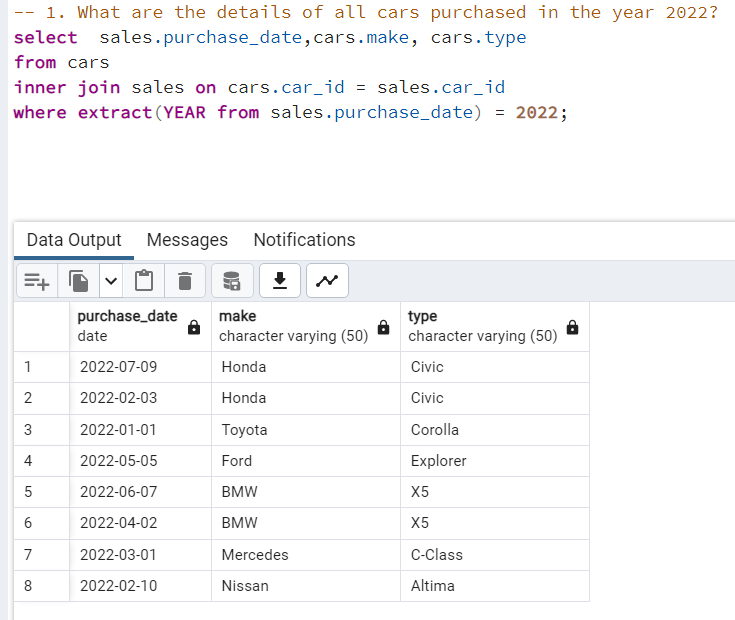 -- 1. What are the details of all cars purchased in the year 2022?
select  sales.purchase_date,cars.make, cars.type
from cars
inner join sales on cars.car_id = sales.car_id
where extract(YEAR from sales.purchase_date) = 2022;
Data Output Messages Notifications
purchase_date make type
date character varying (50) character varying (50)
1 2022-07-09 Honda Civic
2 2022-02-03 Honda Civic
3 2022-01-01 Toyota Corolla
4 2022-05-05 Ford Explorer
5 2022-06-07 BMW X5
6 2022-04-02 BMW X5
7 2022-03-01 Mercedes C-Class
8 2022-02-10 Nissan Altima